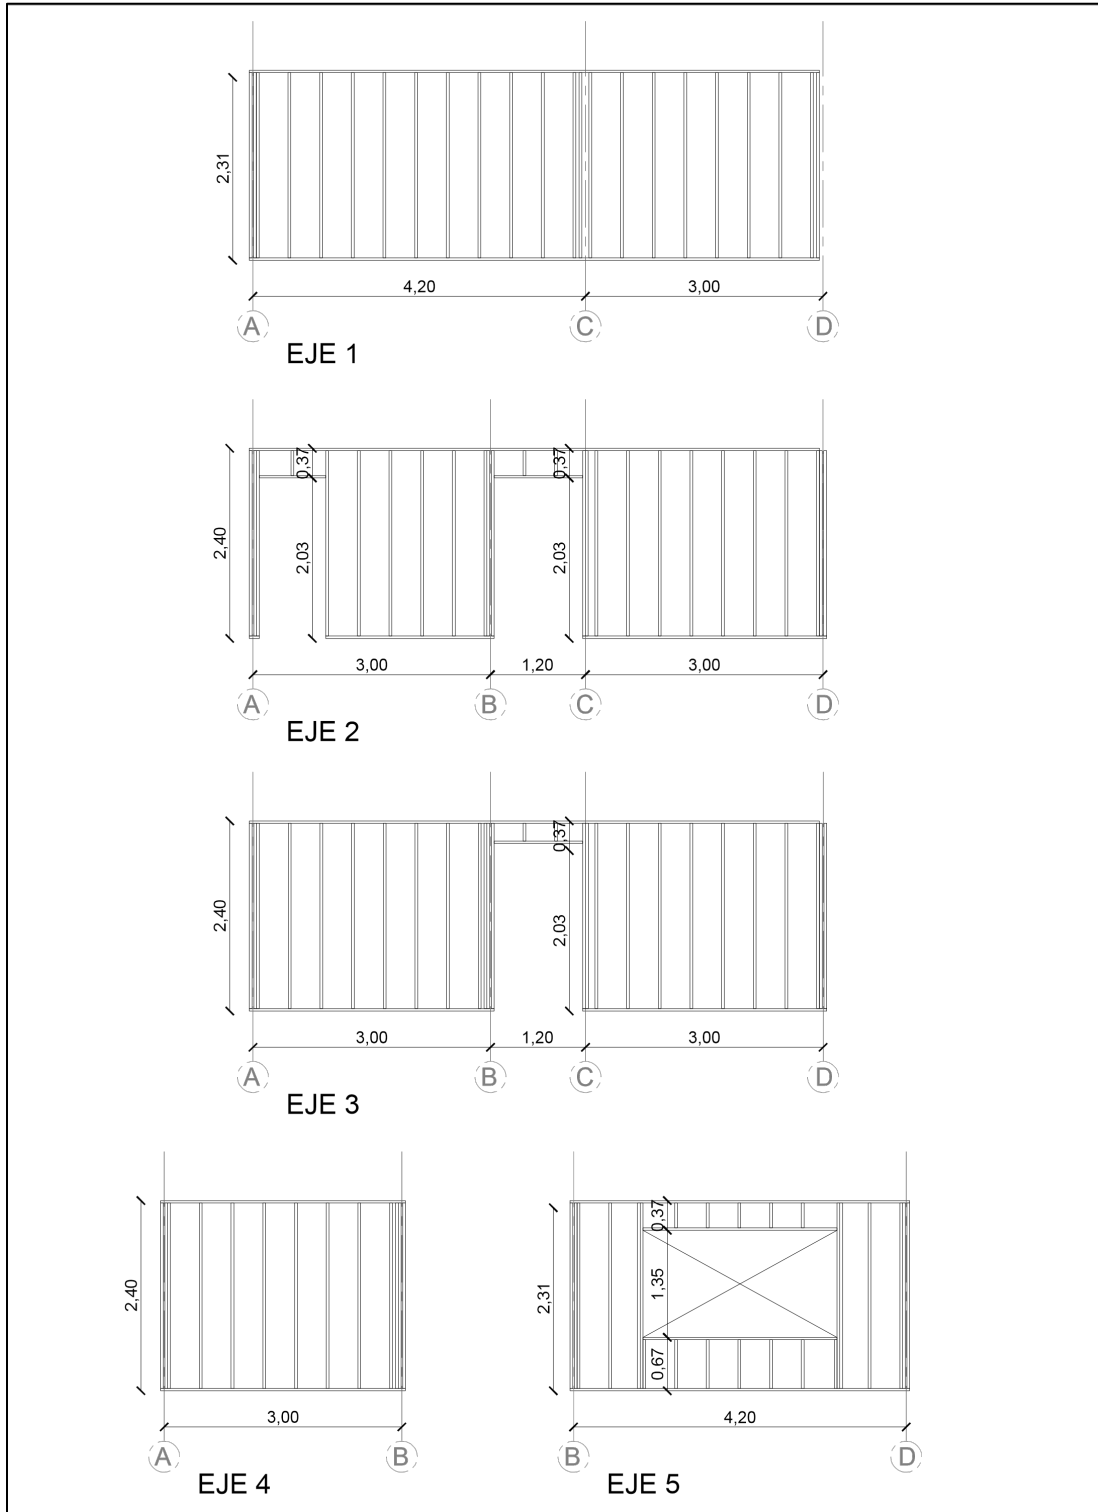 2,31
4,20 3,00
A C D
EJE 1
0,37 0,37
2,40 2,03 2,03
3,00 1,20 3,00
A B C D
EJE 2
0,37
2,40 2,03
3,00 1,20 3,00
A B C D
EJE 3
2,40
3,00
A B
EJE 4
0,37
2,31 1,35
0,67
4,20
B D
EJE 5